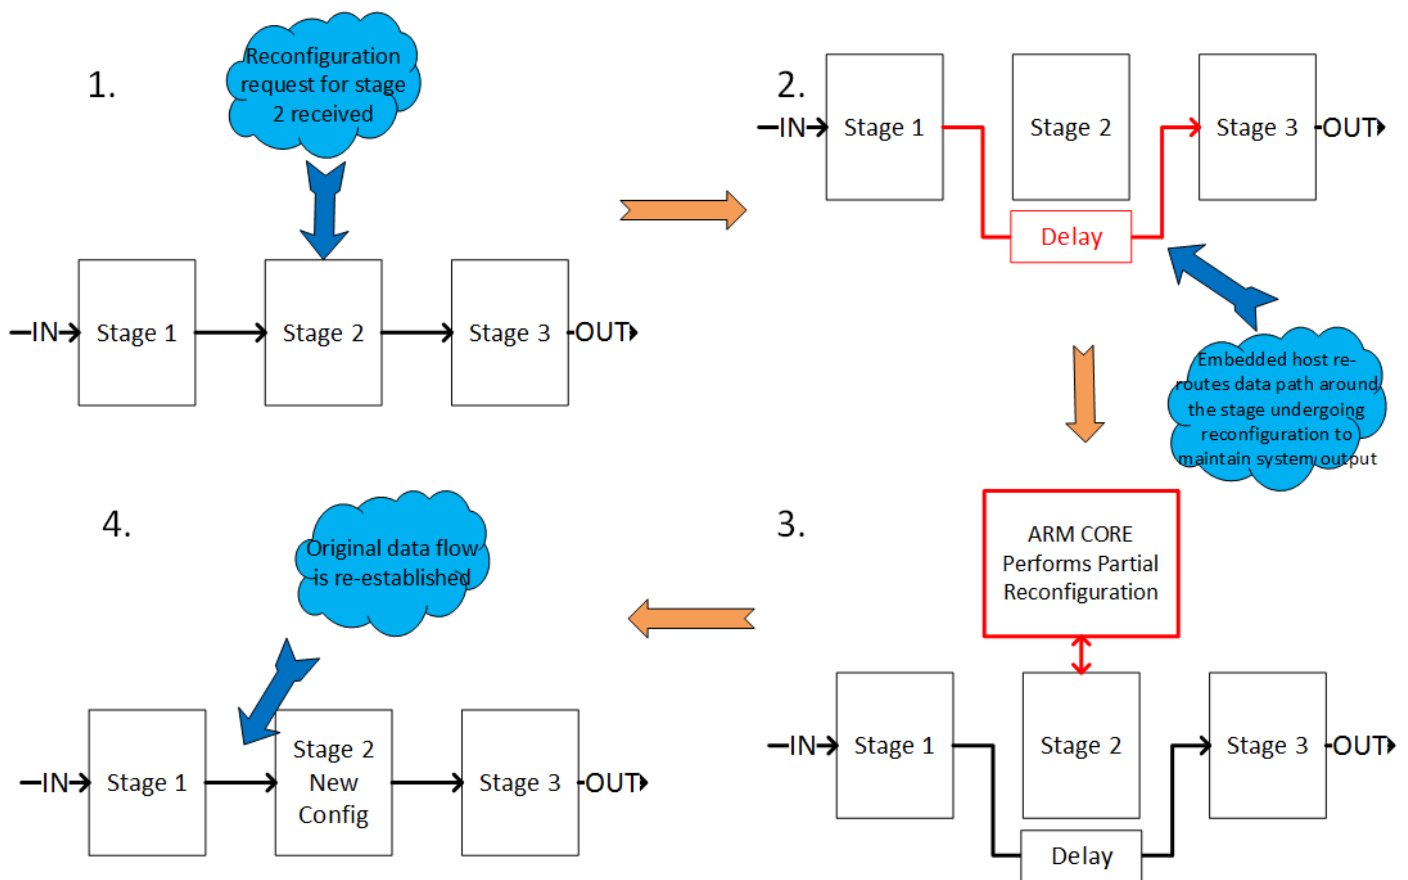 1.
Reconfiguration
request for stage
2 received
IN
Stage 1
Stage 2
Stage 3
OUT
2.
IN
Stage 1
Stage 2
Stage 3
OUT
Delay
Embedded host re-
routes data path around
the stage undergoing
reconfiguration to
maintain system output
3.
ARM CORE
Performs Partial
Reconfiguration
IN
Stage 1
Stage 2
Stage 3
OUT
Delay
4.
Original data flow
is re-established
IN
Stage 1
Stage 2
New
Config
Stage 3
OUT